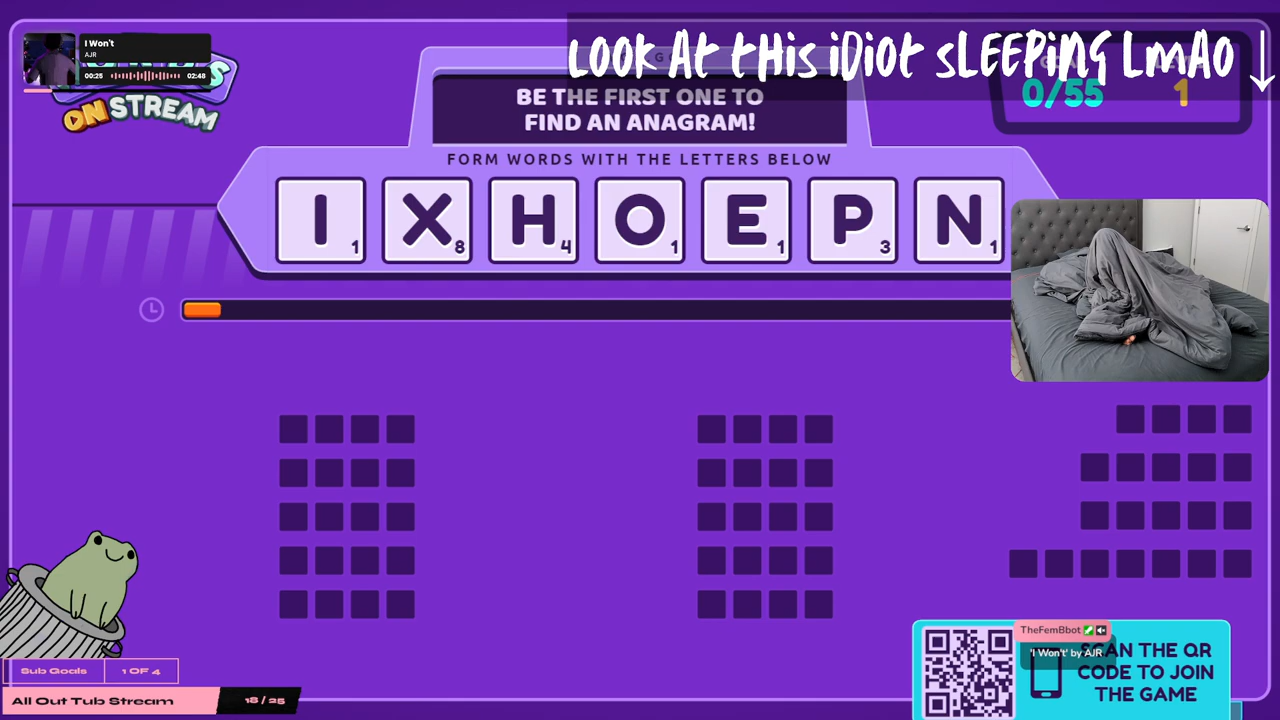 I Won't
AJR
00:25
02:48
ON STREAM
LOOK AT tHis iDiOt sLEEPiNG LmAO
0/55
1
BE THE FIRST ONE TO
FIND AN ANAGRAM!
FORM WORDS WITH THE LETTERS BELOW
I 1 X 8 H 4 O 1 E 1 P 3 N 1
TheFemBbot
'I Won't' by AJR
SCAN THE QR
CODE TO JOIN
THE GAME
Sub Goals
1 OF 4
All Out Tub Stream
18 / 25